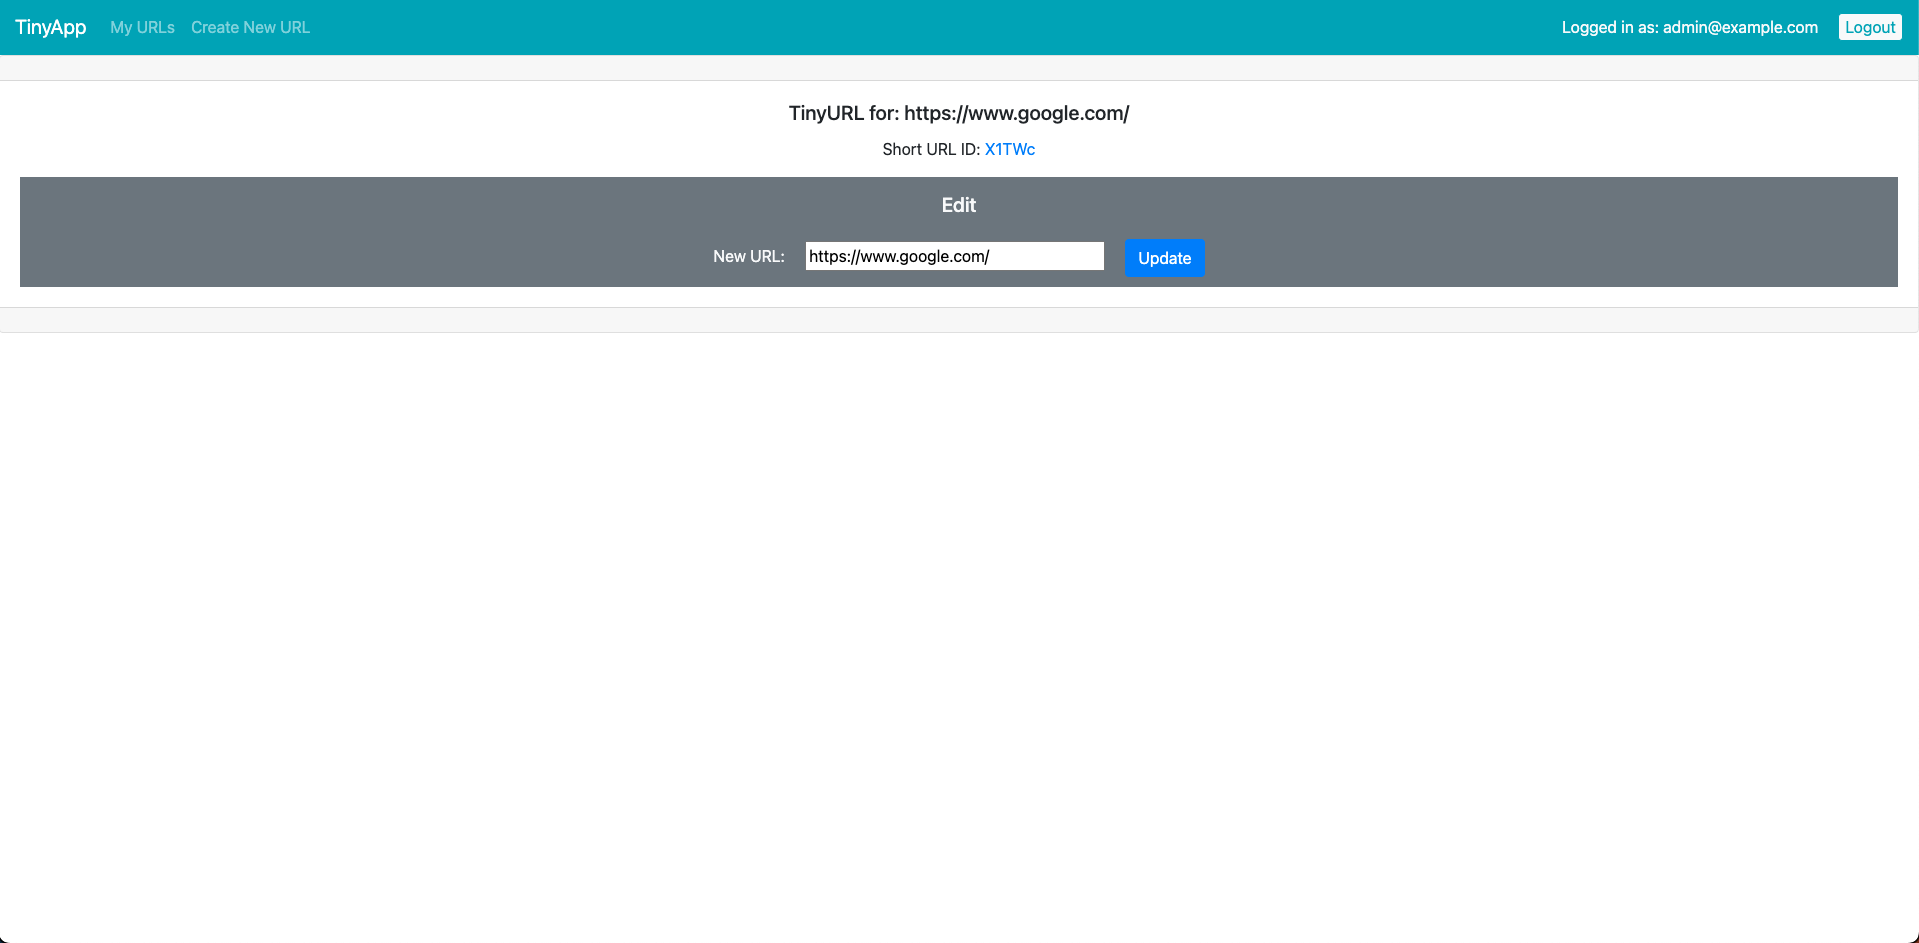 TinyApp My URLs Create New URL Logged in as: admin@example.com Logout
TinyURL for: https://www.google.com/
Short URL ID: X1TWc
Edit
New URL: https://www.google.com/ Update